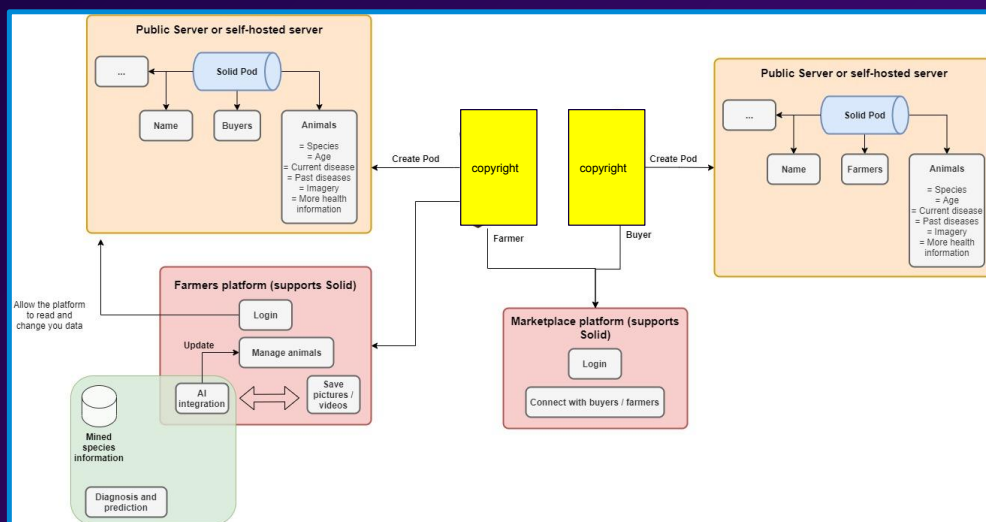 Public Server or self-hosted server
...
Solid Pod
Name
Buyers
Animals
= Species
= Age
= Current disease
= Past diseases
= Imagery
= More health
information
Create Pod
copyright
Farmer
copyright
Buyer
Create Pod
Public Server or self-hosted server
...
Solid Pod
Name
Farmers
Animals
= Species
= Age
= Current disease
= Past diseases
= Imagery
= More health
information
Allow the platform
to read and
change you data
Farmers platform (supports Solid)
Login
Update
Manage animals
AI
integration
Save
pictures /
videos
Mined
species
information
Diagnosis and
prediction
Marketplace platform (supports
Solid)
Login
Connect with buyers / farmers